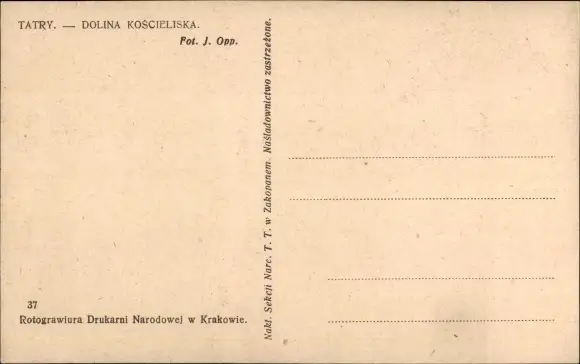 TATRY. — DOLINA KOŚCIELISKA.
Fot. J. Opp.
Nakł. Sekcji Narc. T. T. w Zakopanem. Naśladownictwo zastrzeżone.
37
Rotograwiura Drukarni Narodowej w Krakowie.